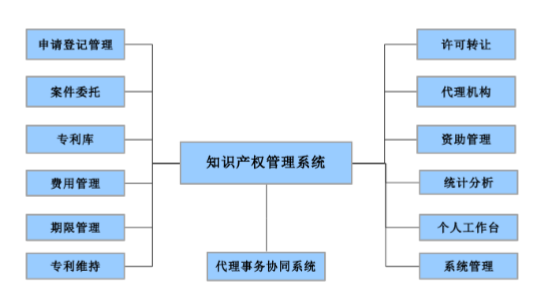 申请登记管理
案件委托
专利库
费用管理
期限管理
专利维持
知识产权管理系统
代理事务协同系统
许可转让
代理机构
资助管理
统计分析
个人工作台
系统管理